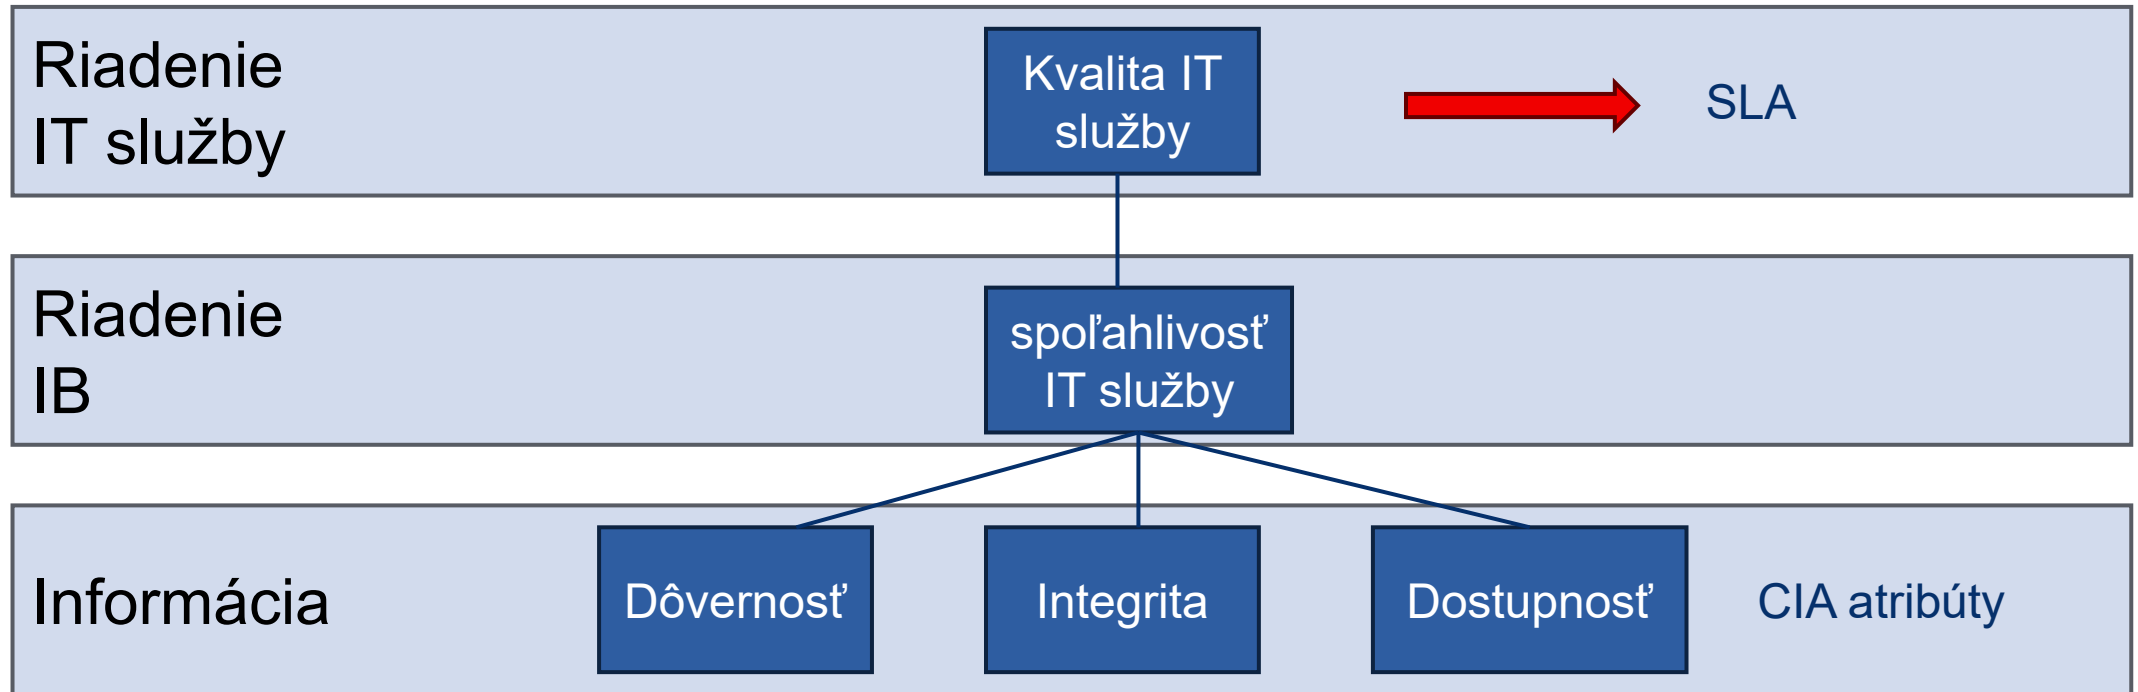 Riadenie
IT služby
Kvalita IT
služby
SLA
Riadenie
IB
spoľahlivosť
IT služby
Informácia
Dôvernosť
Integrita
Dostupnosť
CIA atribúty